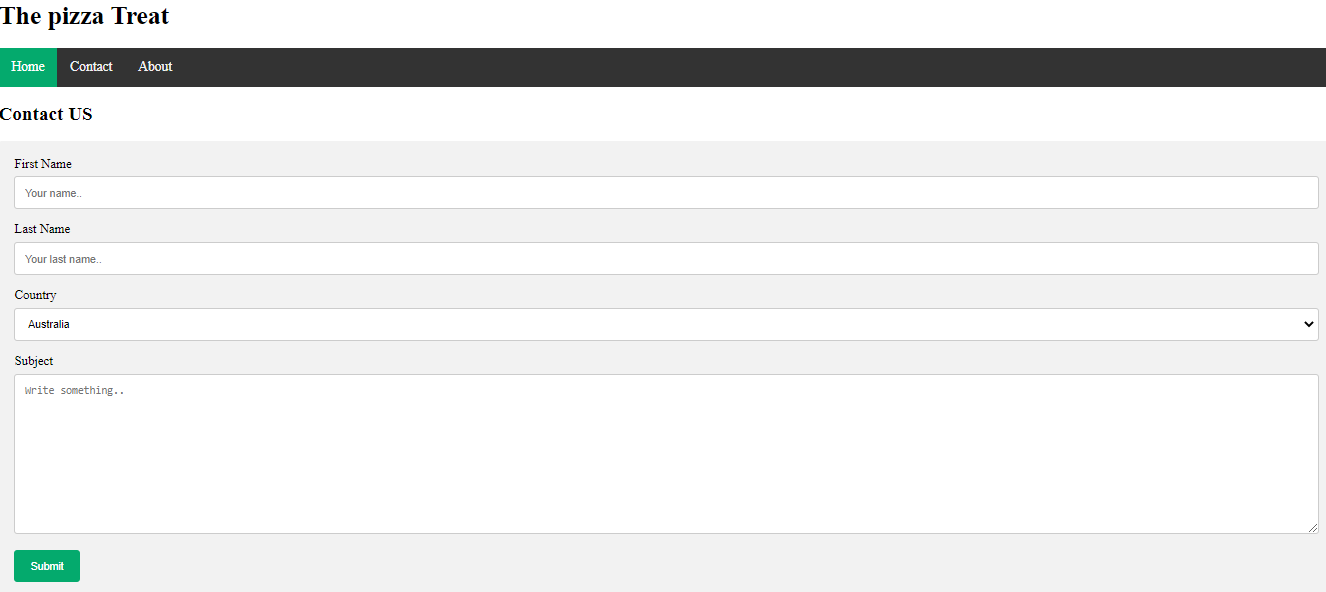 The pizza Treat
Home Contact About
Contact US
First Name
Your name..
Last Name
Your last name..
Country
Australia
Subject
Write something..
Submit